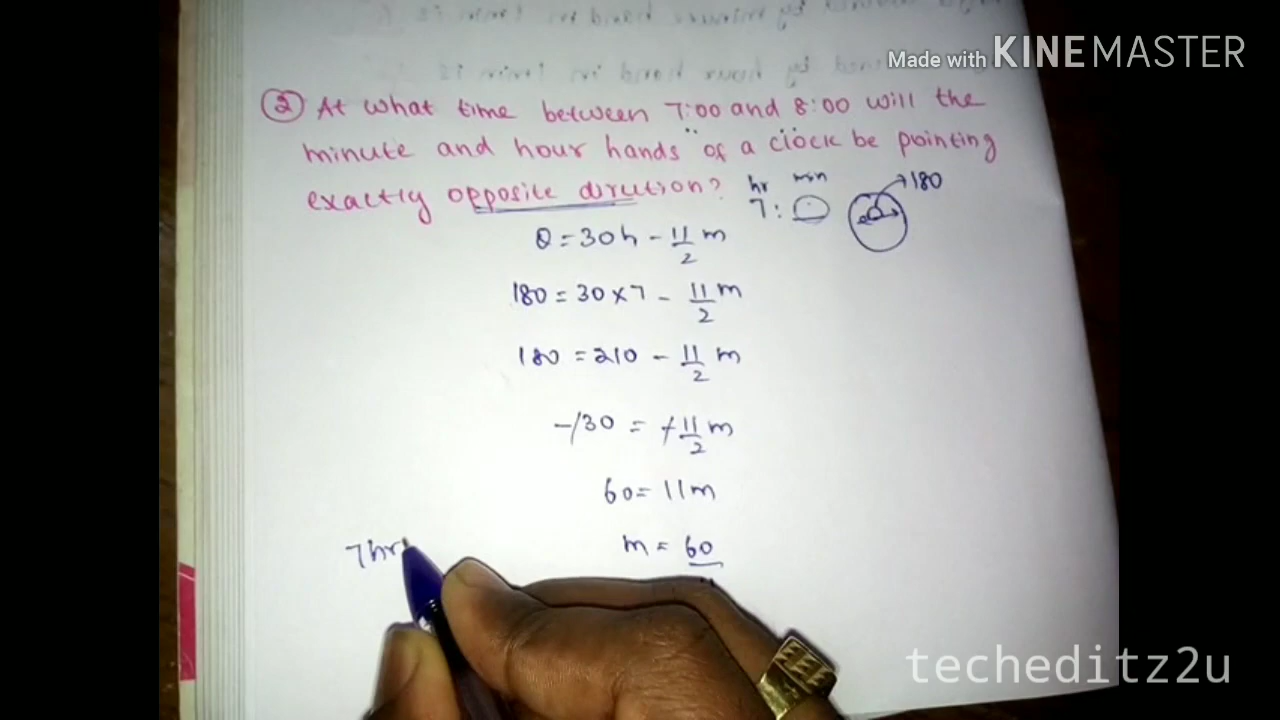 Made with KINEMASTER
② At what time between 7:00 and 8:00 will the
minute and hour hands of a clock be pointing
exactly opposite dirution?
hr min
7:
180
θ = 30h - 11/2 m
180 = 30 × 7 - 11/2 m
180 = 210 - 11/2 m
-30 = -11/2 m
60 = 11m
m = 60
7hr
techeditz2u